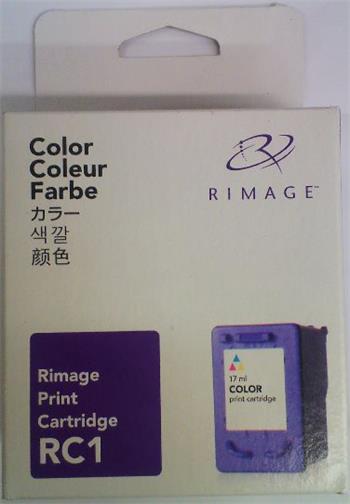 Color
Coleur
Farbe
カラー
색깔
颜色
RIMAGE™
Rimage
Print
Cartridge
RC1
17 ml
COLOR
print cartridge